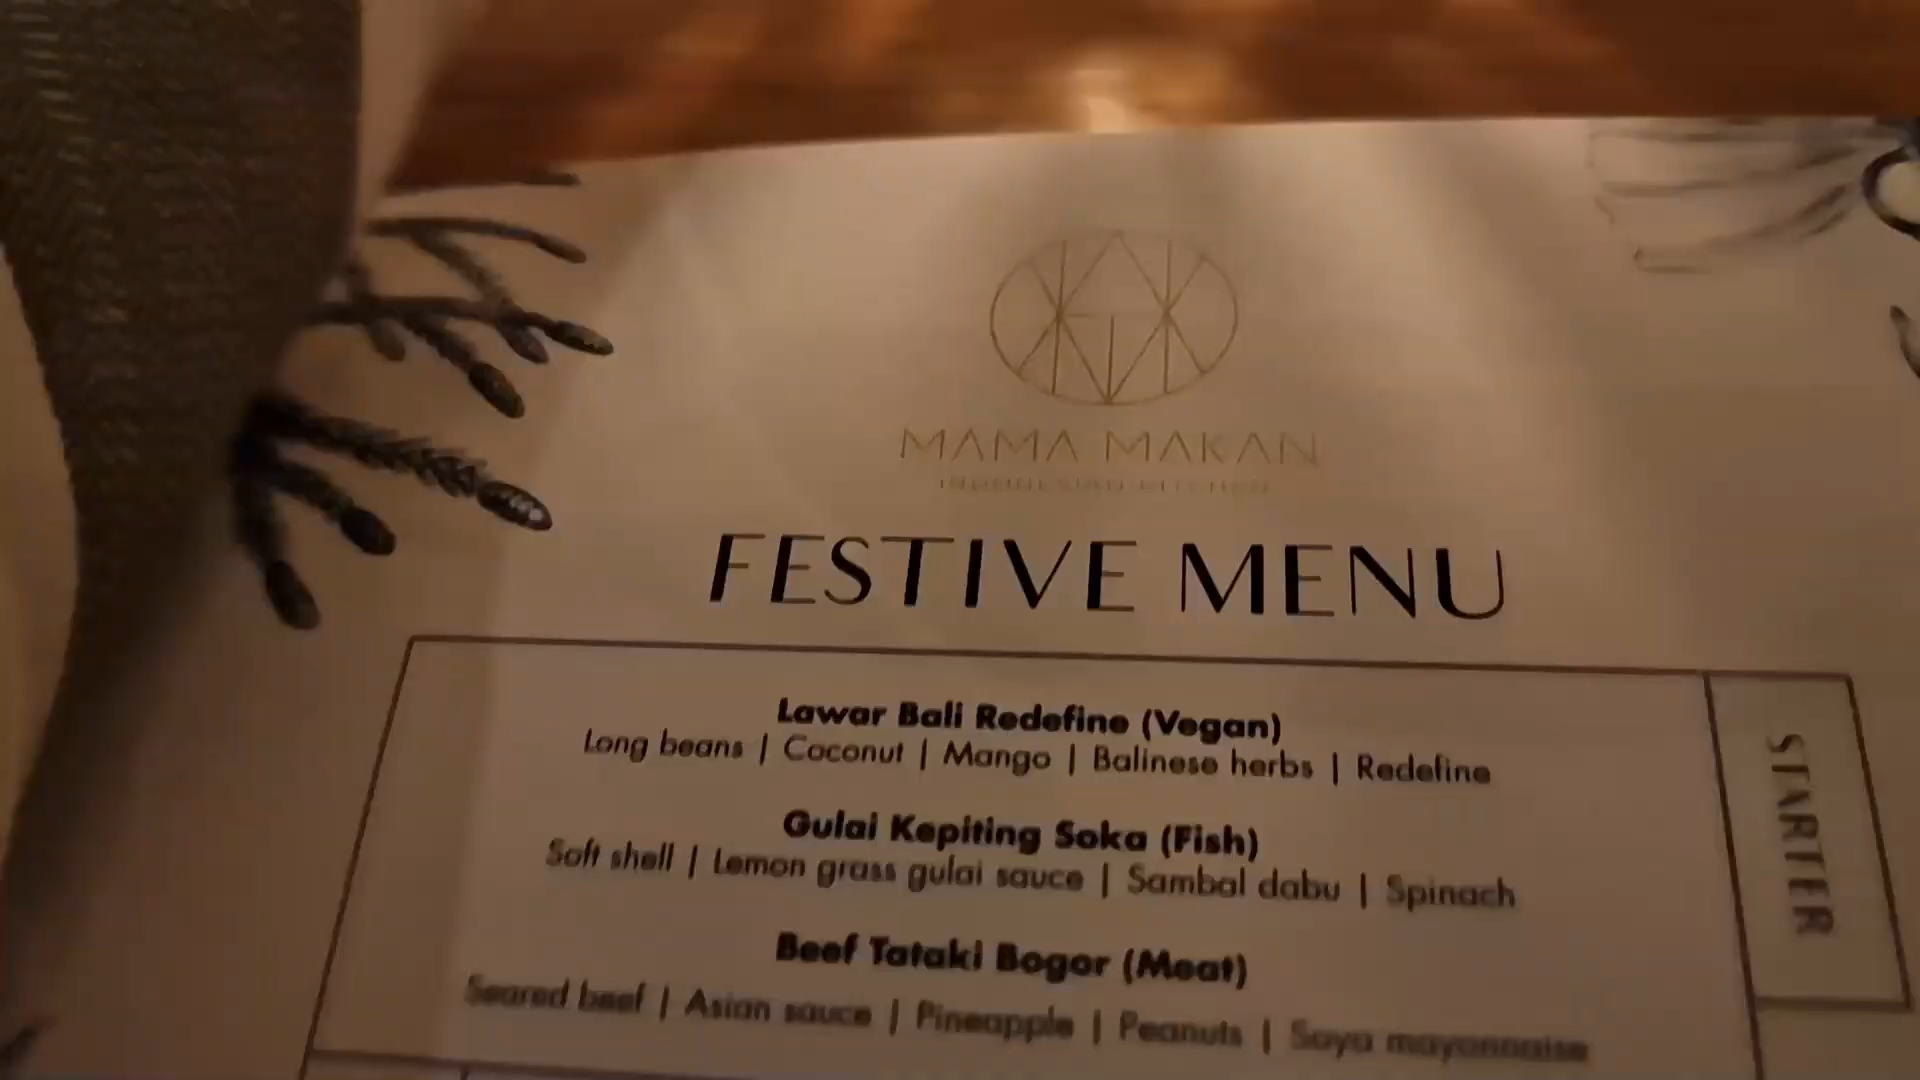 MAMA MAKAN
INDONESIAN KITCHEN
FESTIVE MENU
Lawar Bali Redefine (Vegan)
Long beans | Coconut | Mango | Balinese herbs | Redefine
Gulai Kepiting Soka (Fish)
Soft shell | Lemon grass gulai sauce | Sambal dabu | Spinach
Beef Tataki Bogor (Meat)
Seared beef | Asian sauce | Pineapple | Peanuts | Soya mayonnaise
STARTER